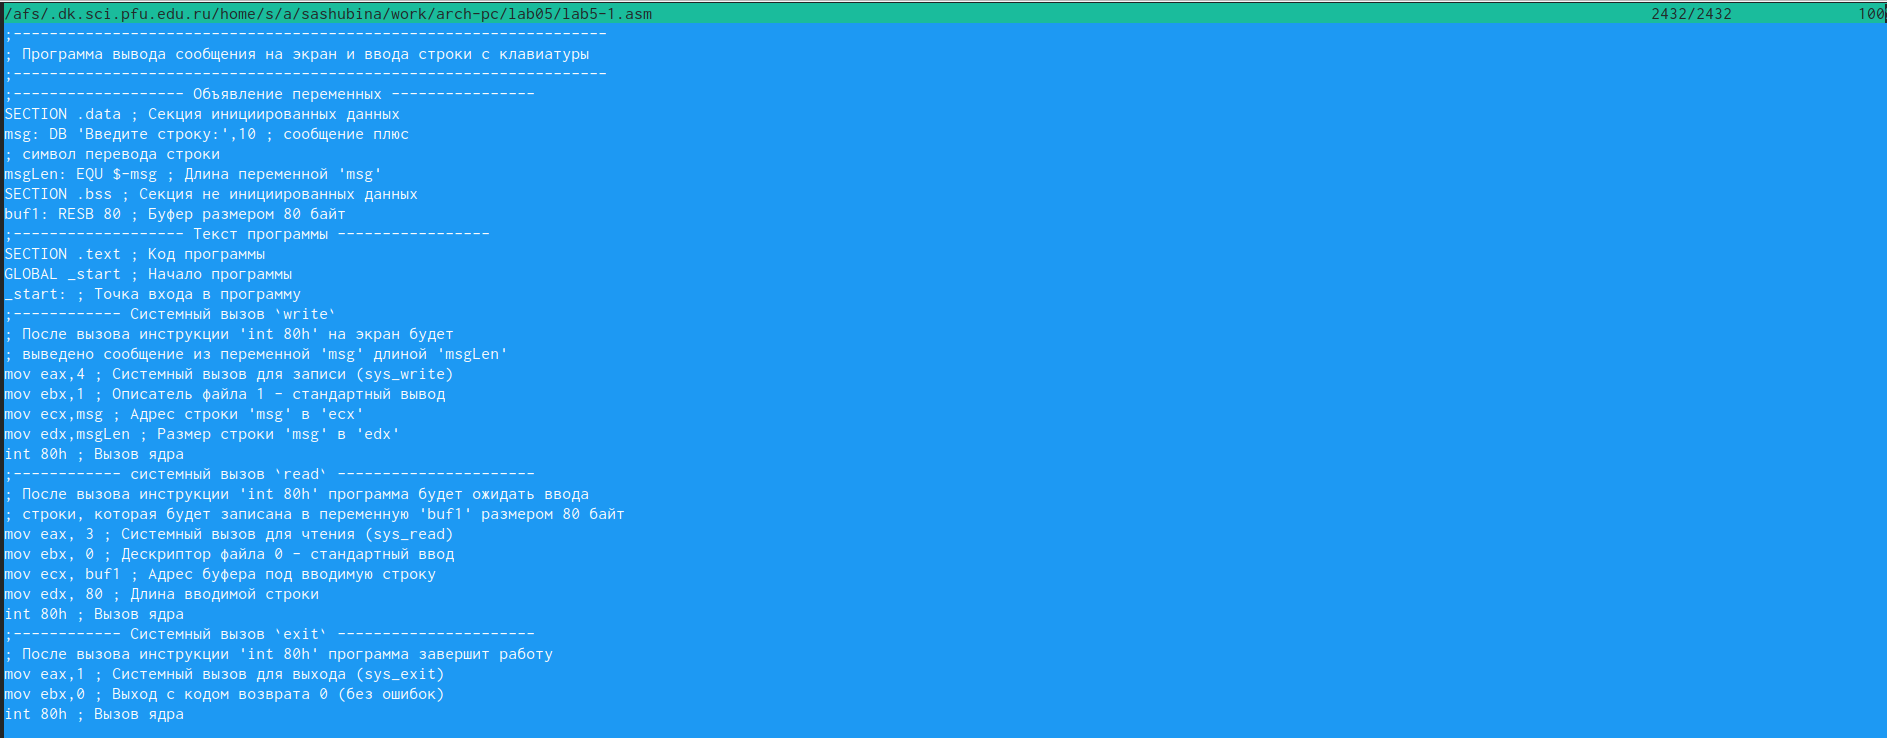 /afs/.dk.sci.pfu.edu.ru/home/s/a/sashubina/work/arch-pc/lab05/lab5-1.asm 2432/2432 100
;------------------------------------------------------------------
; Программа вывода сообщения на экран и ввода строки с клавиатуры
;------------------------------------------------------------------
;------------------- Объявление переменных ----------------
SECTION .data ; Секция инициированных данных
msg: DB 'Введите строку:',10 ; сообщение плюс
; символ перевода строки
msgLen: EQU $-msg ; Длина переменной 'msg'
SECTION .bss ; Секция не инициированных данных
buf1: RESB 80 ; Буфер размером 80 байт
;------------------- Текст программы -----------------
SECTION .text ; Код программы
GLOBAL _start ; Начало программы
_start: ; Точка входа в программу
;------------ Системный вызов `write`
; После вызова инструкции 'int 80h' на экран будет
; выведено сообщение из переменной 'msg' длиной 'msgLen'
mov eax,4 ; Системный вызов для записи (sys_write)
mov ebx,1 ; Описатель файла 1 - стандартный вывод
mov ecx,msg ; Адрес строки 'msg' в 'ecx'
mov edx,msgLen ; Размер строки 'msg' в 'edx'
int 80h ; Вызов ядра
;------------ системный вызов `read` ----------------------
; После вызова инструкции 'int 80h' программа будет ожидать ввода
; строки, которая будет записана в переменную 'buf1' размером 80 байт
mov eax, 3 ; Системный вызов для чтения (sys_read)
mov ebx, 0 ; Дескриптор файла 0 - стандартный ввод
mov ecx, buf1 ; Адрес буфера под вводимую строку
mov edx, 80 ; Длина вводимой строки
int 80h ; Вызов ядра
;------------ Системный вызов `exit` ----------------------
; После вызова инструкции 'int 80h' программа завершит работу
mov eax,1 ; Системный вызов для выхода (sys_exit)
mov ebx,0 ; Выход с кодом возврата 0 (без ошибок)
int 80h ; Вызов ядра